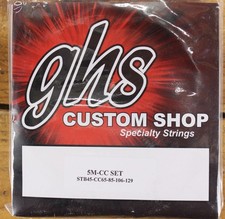 ghs
CUSTOM SHOP
Specialty Strings
5M-CC SET
STB45-CC65-85-106-129